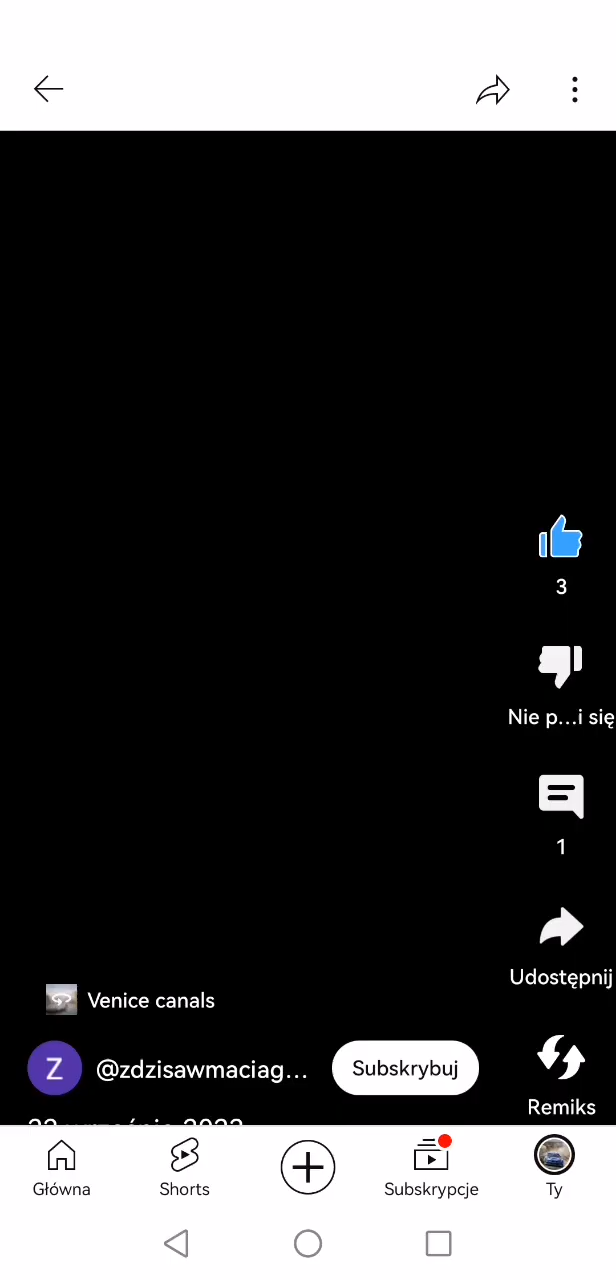 3
Nie p...i się
1
Udostępnij
Venice canals
Z
@zdzisawmaciag...
Subskrybuj
Remiks
Główna
Shorts
Subskrypcje
Ty